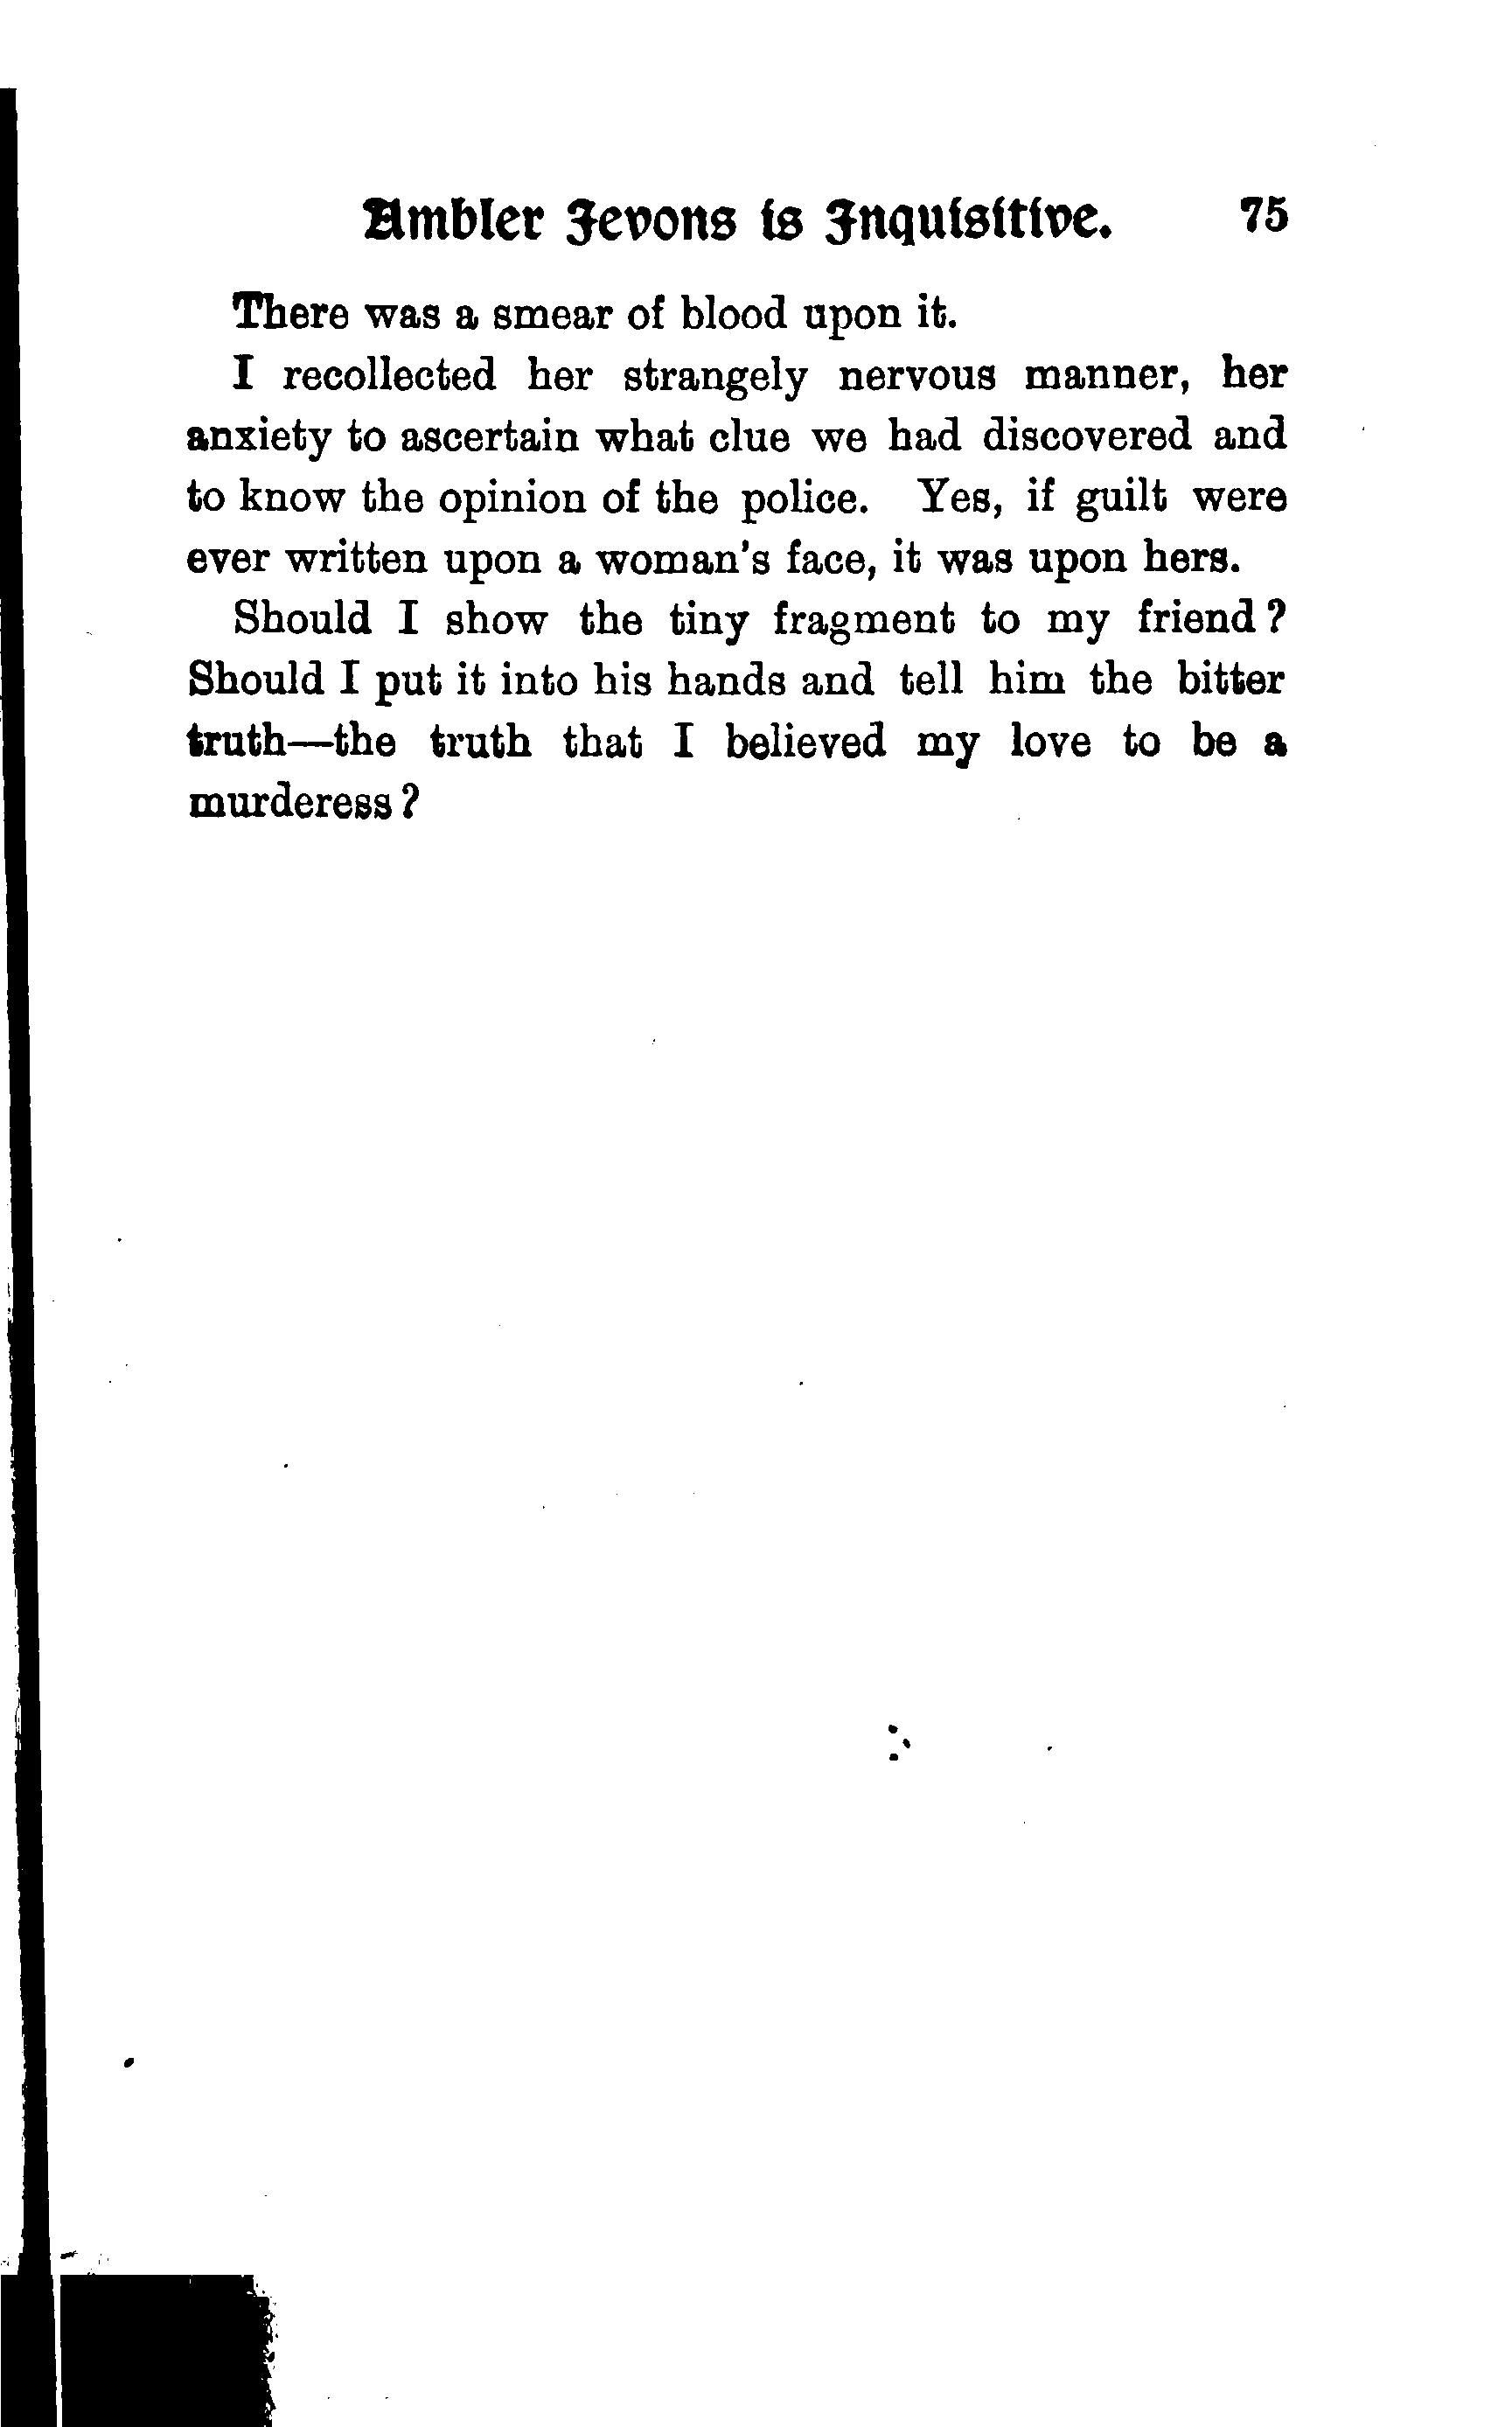 Ambler Jevons is Inquisitive. 75
There was a smear of blood upon it.
I recollected her strangely nervous manner, her
anxiety to ascertain what clue we had discovered and
to know the opinion of the police. Yes, if guilt were
ever written upon a woman's face, it was upon hers.
Should I show the tiny fragment to my friend?
Should I put it into his hands and tell him the bitter
truth—the truth that I believed my love to be a
murderess?